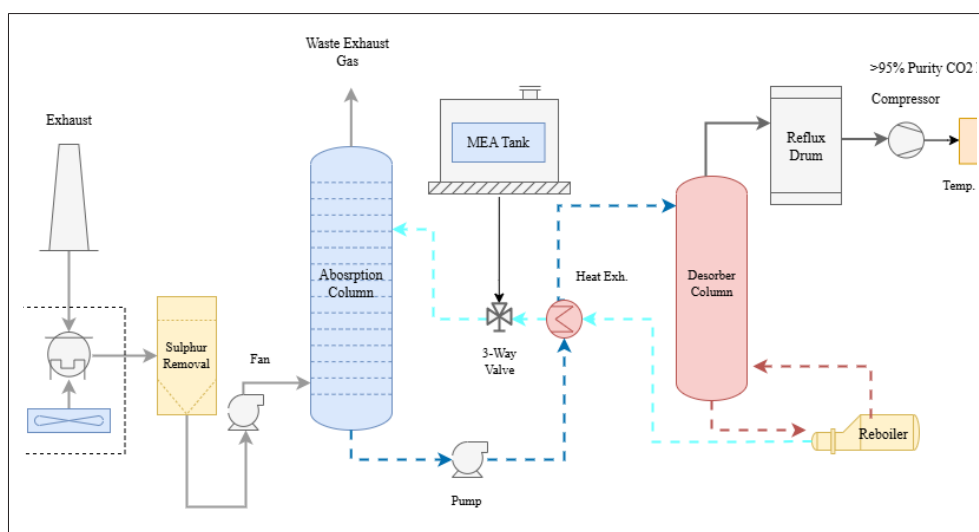 Waste Exhaust
Gas
>95% Purity CO2
Compressor
Exhaust
MEA Tank
Reflux
Drum
Temp.
Abosrption
Column
Heat Exh.
Desorber
Column
Sulphur
Removal
Fan
3-Way
Valve
Reboiler
Pump